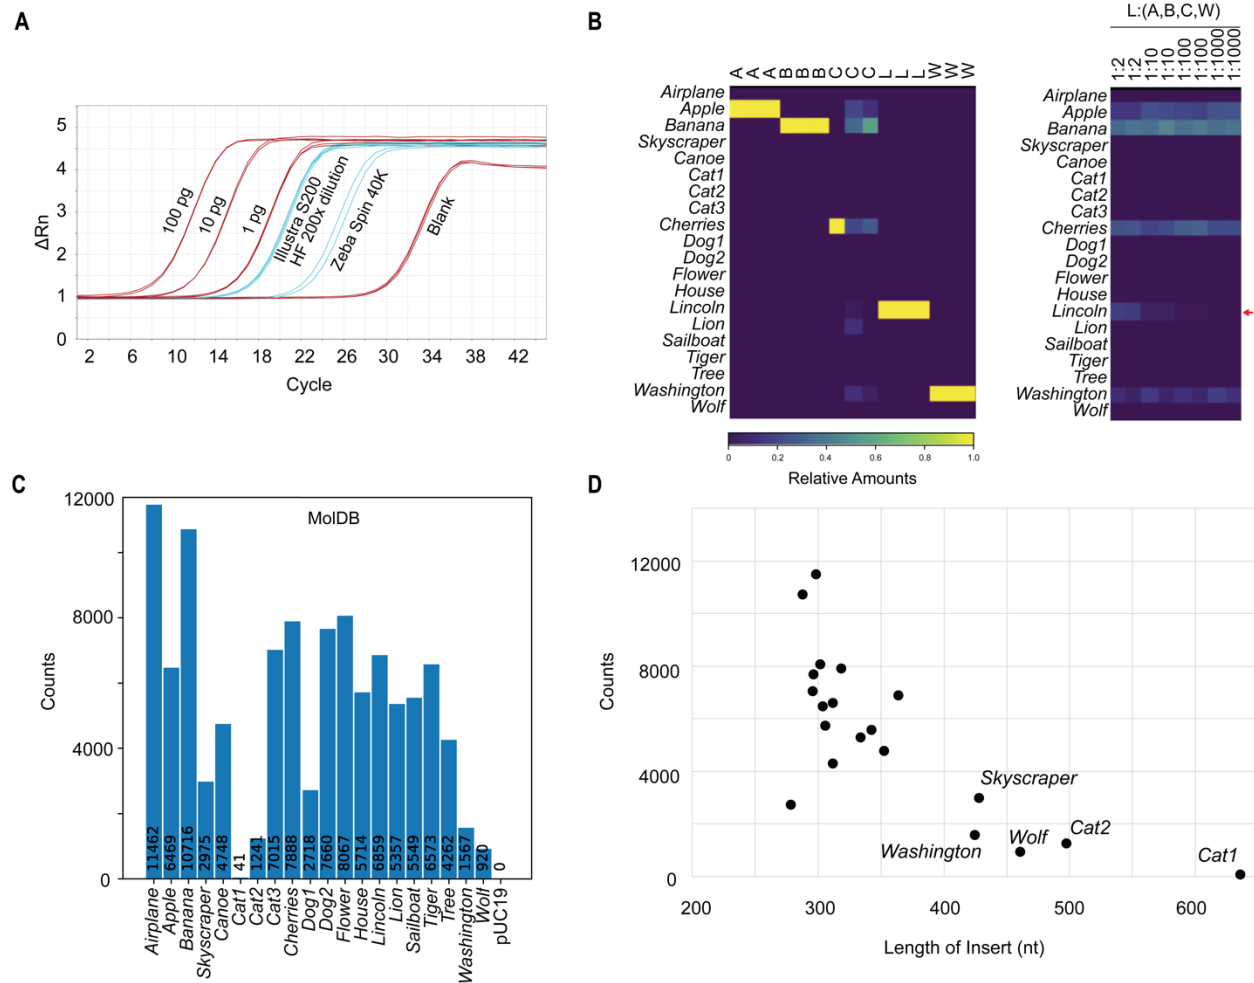 A
5
4
3
2
1
0
ΔRn
100 pg
10 pg
1 pg
Illustra S200
HF 200x dilution
Zeba Spin 40K
Blank
2 6 10 14 18 22 26 30 34 38 42
Cycle
B
A A A B B B C C C L L L W W W
Airplane
Apple
Banana
Skyscraper
Canoe
Cat1
Cat2
Cat3
Cherries
Dog1
Dog2
Flower
House
Lincoln
Lion
Sailboat
Tiger
Tree
Washington
Wolf
0 0.2 0.4 0.6 0.8 1.0
Relative Amounts
L:(A,B,C,W)
1:2 1:2 1:10 1:10 1:100 1:100 1:1000 1:1000
Airplane
Apple
Banana
Skyscraper
Canoe
Cat1
Cat2
Cat3
Cherries
Dog1
Dog2
Flower
House
Lincoln
Lion
Sailboat
Tiger
Tree
Washington
Wolf
C
MolDB
12000
8000
4000
0
Counts
11462 6469 10716 2975 4748 41 1241 7015 7888 2718 7660 8067 5714 6859 5357 5549 6573 4262 1567 920 0
Airplane Apple Banana Skyscraper Canoe Cat1 Cat2 Cat3 Cherries Dog1 Dog2 Flower House Lincoln Lion Sailboat Tiger Tree Washington Wolf pUC19
D
12000
8000
4000
0
Counts
Skyscraper
Washington
Wolf
Cat2
Cat1
200 300 400 500 600
Length of Insert (nt)